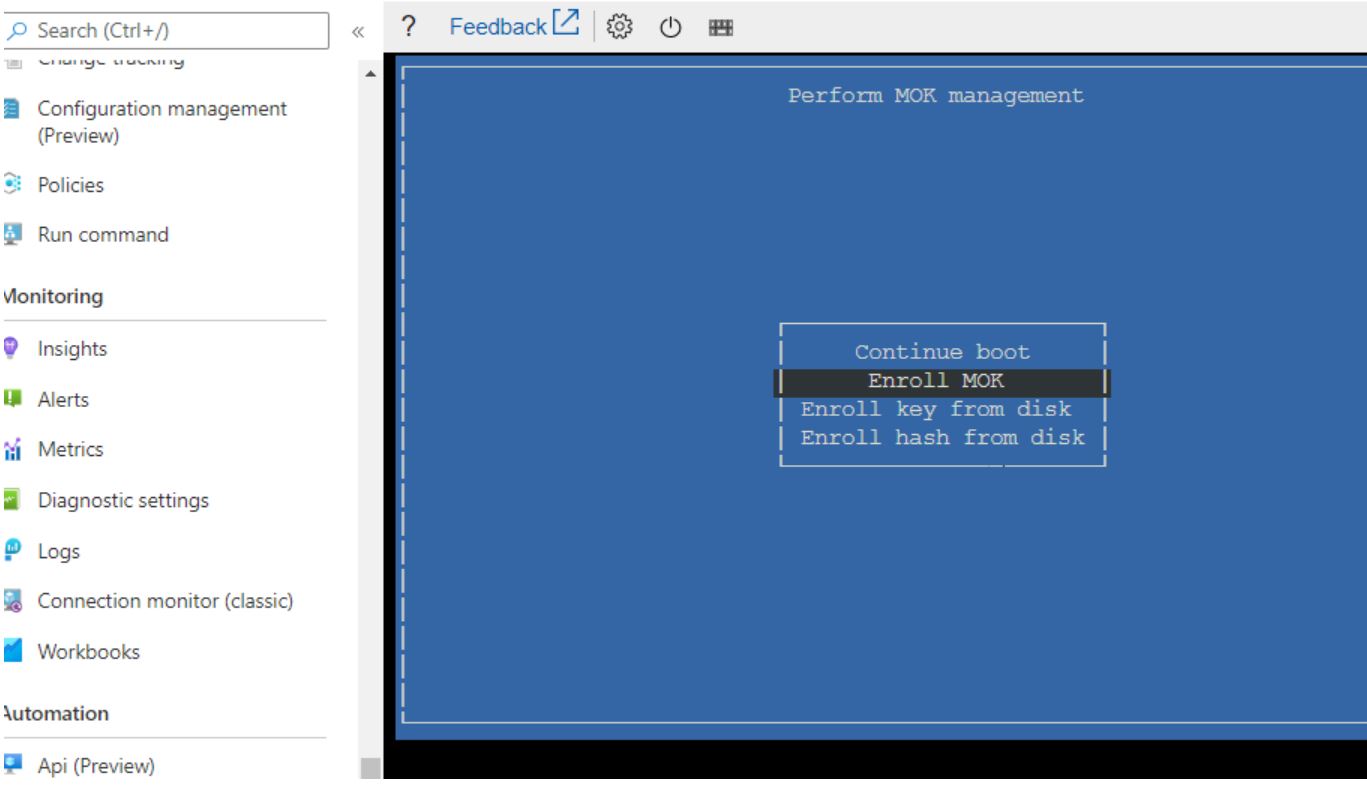 Search (Ctrl+/)
«
?
Feedback
Change tracking
Configuration management
(Preview)
Policies
Run command
Monitoring
Insights
Alerts
Metrics
Diagnostic settings
Logs
Connection monitor (classic)
Workbooks
Automation
Api (Preview)
Perform MOK management
Continue boot
Enroll MOK
Enroll key from disk
Enroll hash from disk